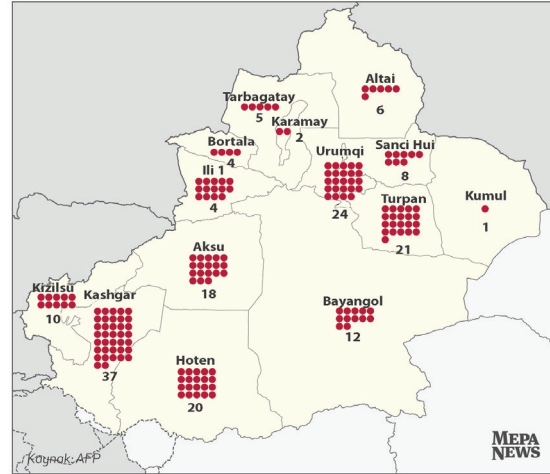 Altai
6
Tarbagatay
5
Karamay
2
Bortala
4
Urumqi
24
Sanci Hui
8
Ili 1
4
Turpan
21
Kumul
1
Aksu
18
Kizilsu
10
Kashgar
37
Bayangol
12
Hoten
20
Kaynak: AFP
MEPA
NEWS